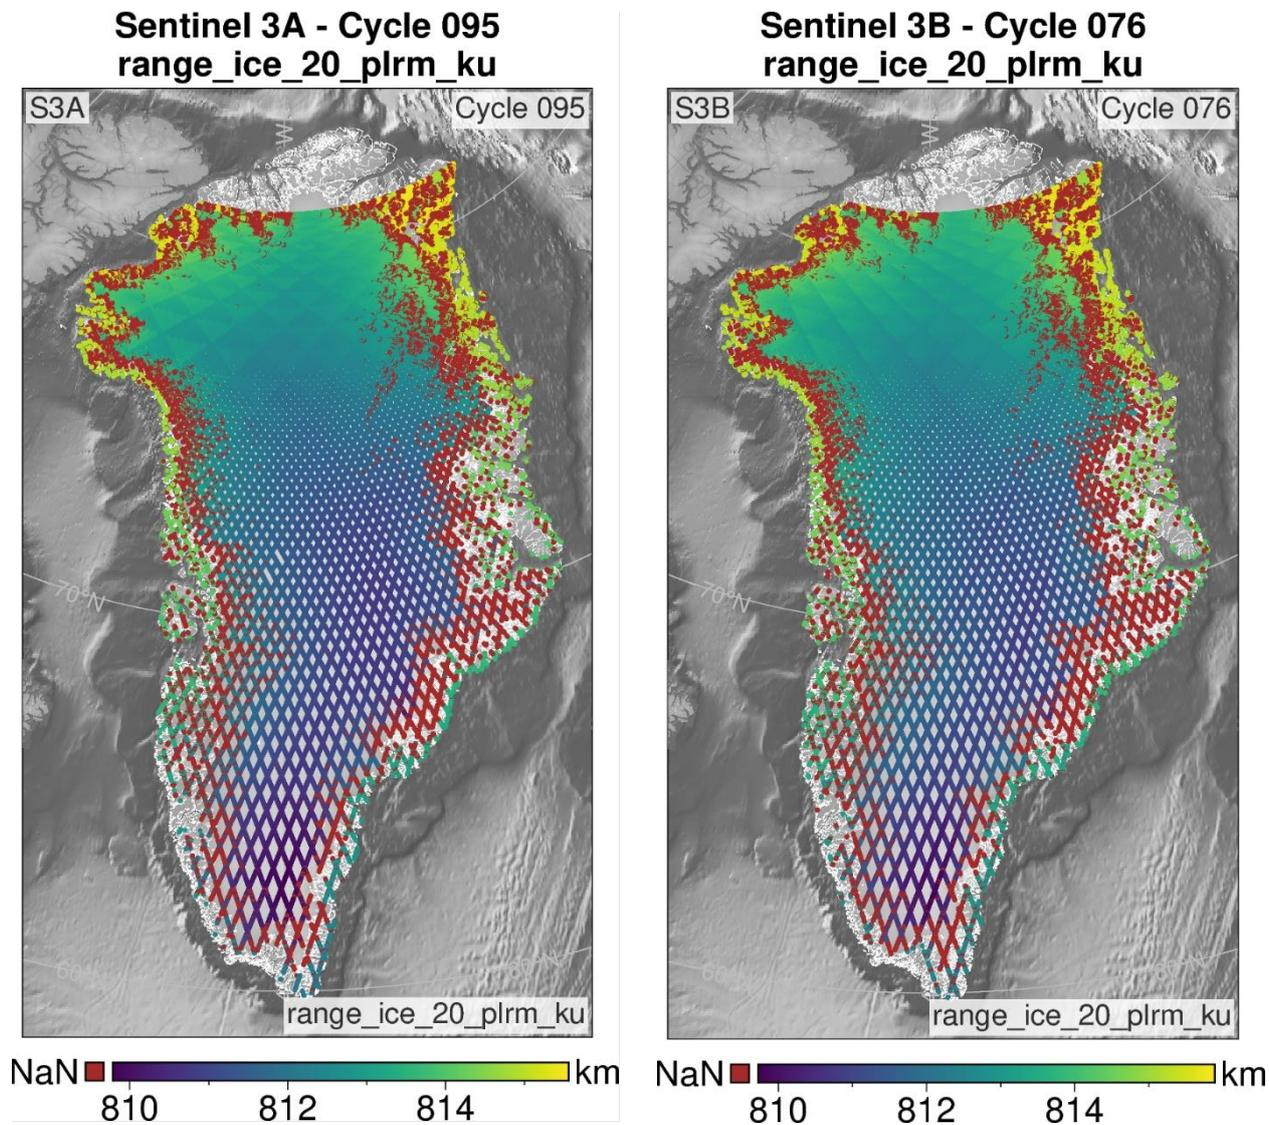 Sentinel 3A - Cycle 095
range_ice_20_plrm_ku
S3A
Cycle 095
W
70°N
60°
range_ice_20_plrm_ku
NaN
km
810 812 814
Sentinel 3B - Cycle 076
range_ice_20_plrm_ku
S3B
Cycle 076
W
70°N
range_ice_20_plrm_ku
NaN
km
810 812 814